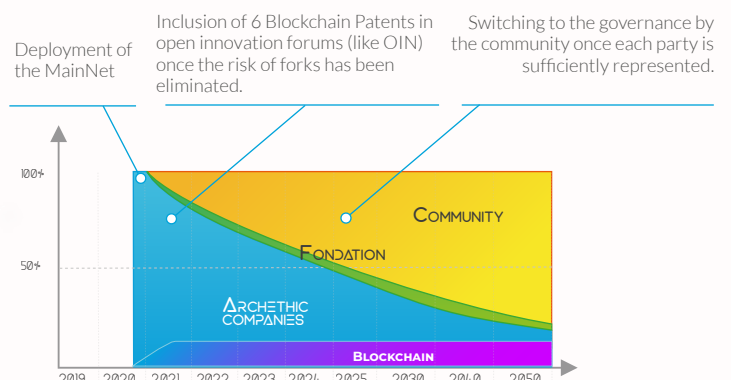 Deployment of
the MainNet
Inclusion of 6 Blockchain Patents in
open innovation forums (like OIN)
once the risk of forks has been
eliminated.
Switching to the governance by
the community once each party is
sufficiently represented.
100%
50%
Community
Fondation
Archethic
Companies
Blockchain
2019 2020 2021 2022 2023 2024 2025 2030 2040 2050